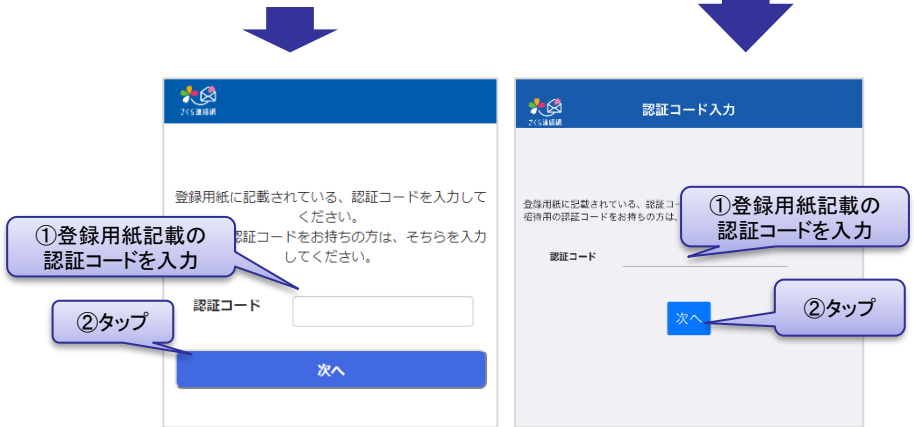 さくら連絡網
登録用紙に記載されている、認証コードを入力して
ください。
認証コードをお持ちの方は、そちらを入力
してください。
①登録用紙記載の
認証コードを入力
認証コード
②タップ
次へ
さくら連絡網
認証コード入力
登録用紙に記載されている、認証コー
招待用の認証コードをお持ちの方は、
①登録用紙記載の
認証コードを入力
認証コード
②タップ
次へ